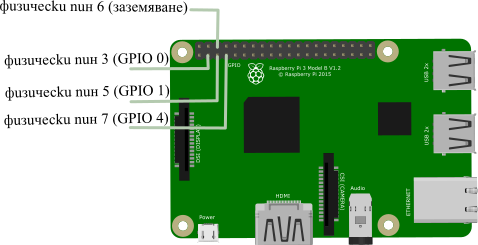 физически пин 6 (заземяване)
физически пин 3 (GPIO 0)
физически пин 5 (GPIO 1)
физически пин 7 (GPIO 4)
GPIO
Raspberry Pi 3 Model B V1.2
© Raspberry Pi 2015
USB 2x
USB 2x
DSI (DISPLAY)
CSI (CAMERA)
HDMI
Audio
ETHERNET
Power